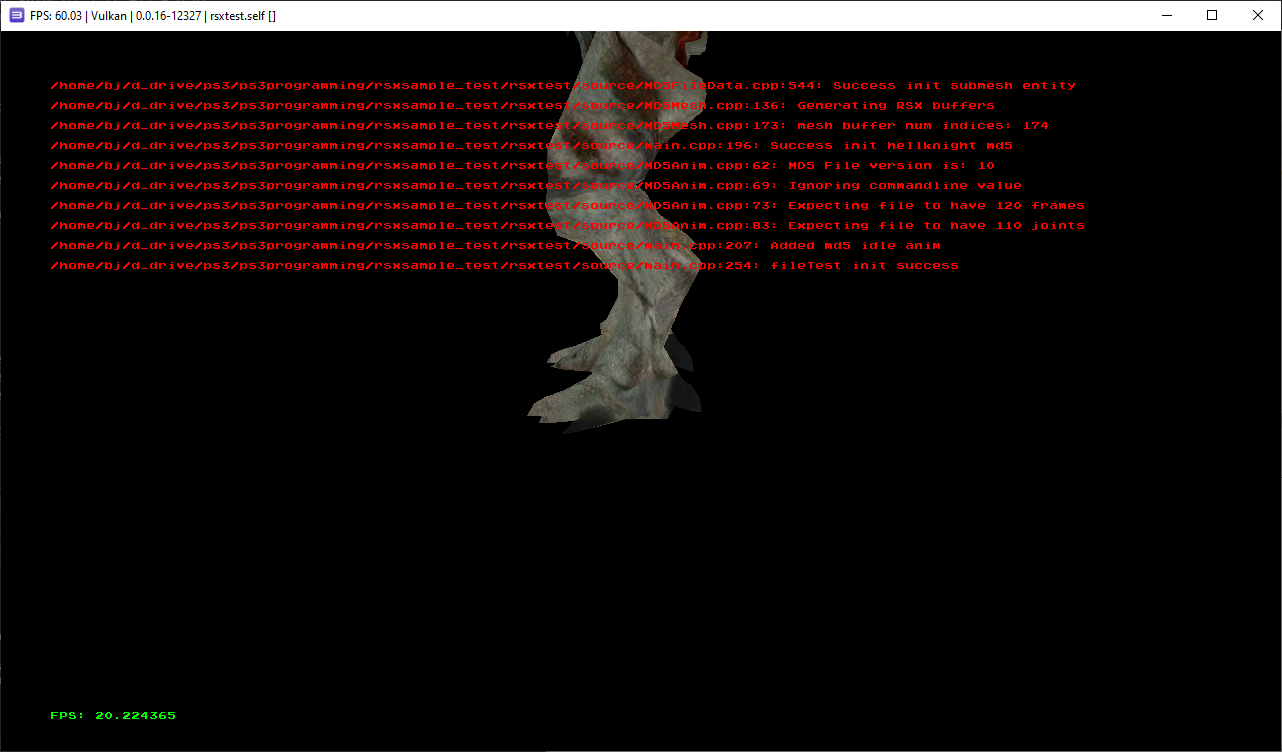 FPS: 60.03 | Vulkan | 0.0.16-12327 | rsxtest.self []
/home/bj/d_drive/ps3/ps3programming/rsxsample_test/rsxtest/source/MD5FileData.cpp:544: Success init submesh entity
/home/bj/d_drive/ps3/ps3programming/rsxsample_test/rsxtest/source/MD5Mesh.cpp:136: Generating RSX buffers
/home/bj/d_drive/ps3/ps3programming/rsxsample_test/rsxtest/source/MD5Mesh.cpp:173: mesh buffer num indices: 174
/home/bj/d_drive/ps3/ps3programming/rsxsample_test/rsxtest/source/main.cpp:196: Success init hellknight md5
/home/bj/d_drive/ps3/ps3programming/rsxsample_test/rsxtest/source/MD5Anim.cpp:62: MD5 File version is: 10
/home/bj/d_drive/ps3/ps3programming/rsxsample_test/rsxtest/source/MD5Anim.cpp:69: Ignoring commandline value
/home/bj/d_drive/ps3/ps3programming/rsxsample_test/rsxtest/source/MD5Anim.cpp:73: Expecting file to have 120 frames
/home/bj/d_drive/ps3/ps3programming/rsxsample_test/rsxtest/source/MD5Anim.cpp:83: Expecting file to have 110 joints
/home/bj/d_drive/ps3/ps3programming/rsxsample_test/rsxtest/source/main.cpp:207: Added md5 idle anim
/home/bj/d_drive/ps3/ps3programming/rsxsample_test/rsxtest/source/main.cpp:254: fileTest init success
FPS: 20.224365